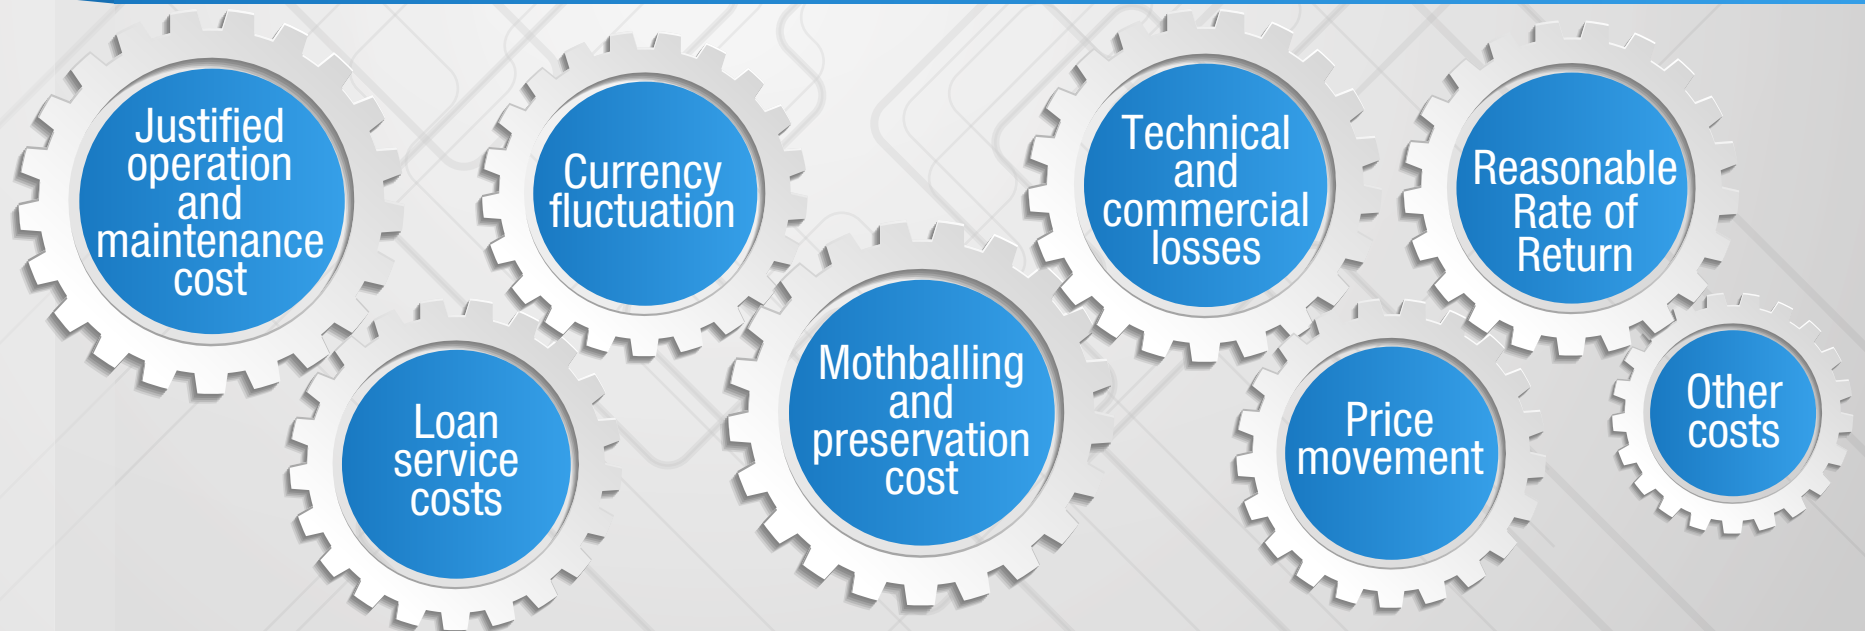 Justified
operation
and
maintenance
cost
Loan
service
costs
Currency
fluctuation
Mothballing
and
preservation
cost
Technical
and
commercial
losses
Price
movement
Reasonable
Rate of
Return
Other
costs